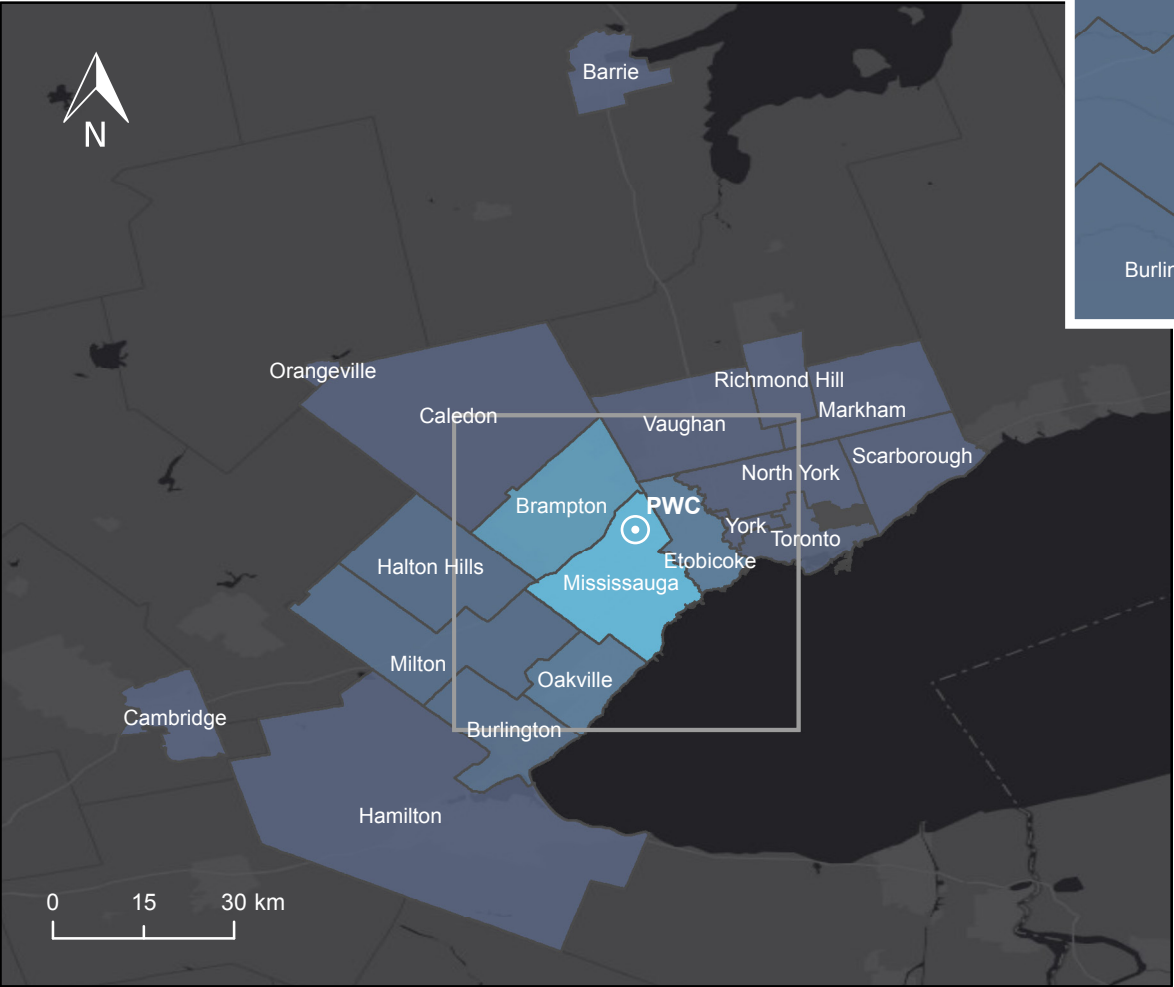 Barrie
N
Burlin
Orangeville
Richmond Hill
Caledon
Markham
Vaughan
Scarborough
North York
Brampton
PWC
York
Toronto
Etobicoke
Halton Hills
Mississauga
Milton
Oakville
Cambridge
Burlington
Hamilton
0 15 30 km